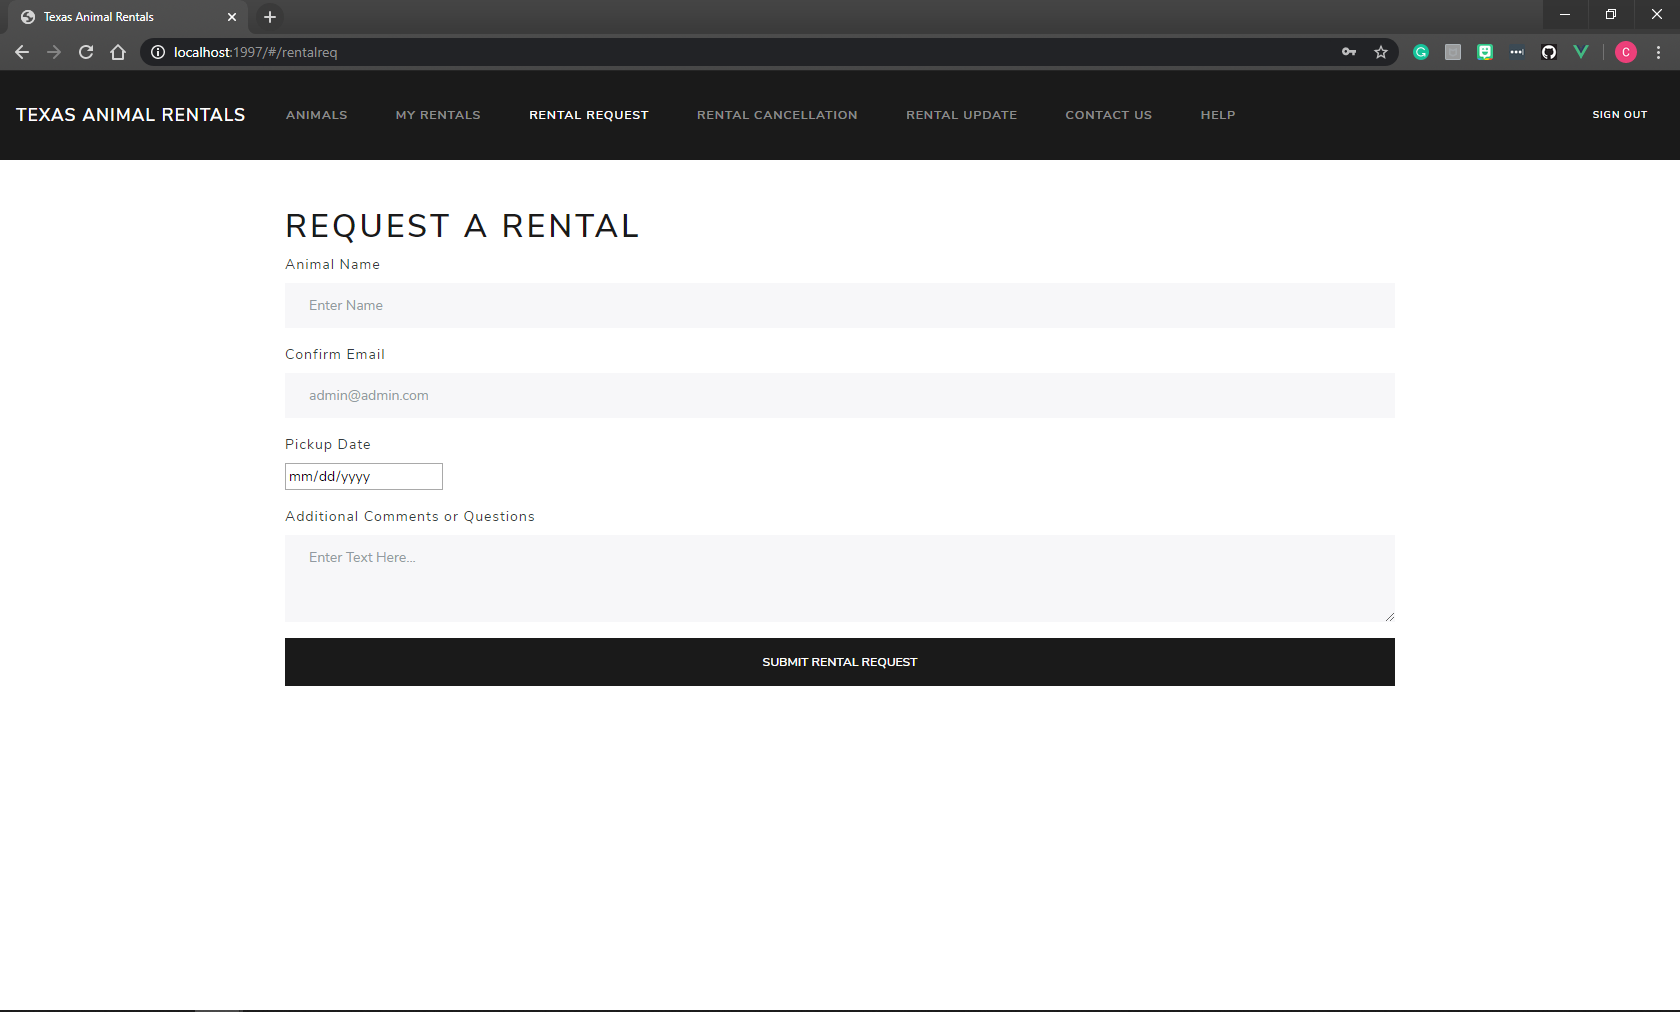 Texas Animal Rentals
localhost:1997/#/rentalreq
C
TEXAS ANIMAL RENTALS ANIMALS MY RENTALS RENTAL REQUEST RENTAL CANCELLATION RENTAL UPDATE CONTACT US HELP SIGN OUT
REQUEST A RENTAL
Animal Name
Enter Name
Confirm Email
admin@admin.com
Pickup Date
mm/dd/yyyy
Additional Comments or Questions
Enter Text Here...
SUBMIT RENTAL REQUEST